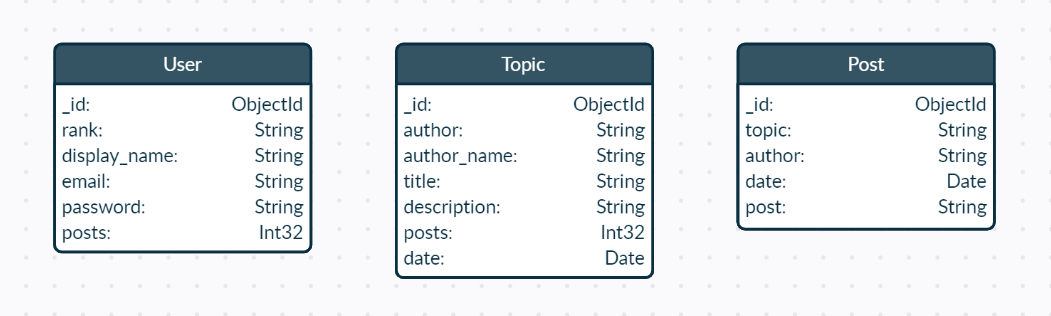 User
_id: ObjectId
rank: String
display_name: String
email: String
password: String
posts: Int32
Topic
_id: ObjectId
author: String
author_name: String
title: String
description: String
posts: Int32
date: Date
Post
_id: ObjectId
topic: String
author: String
date: Date
post: String